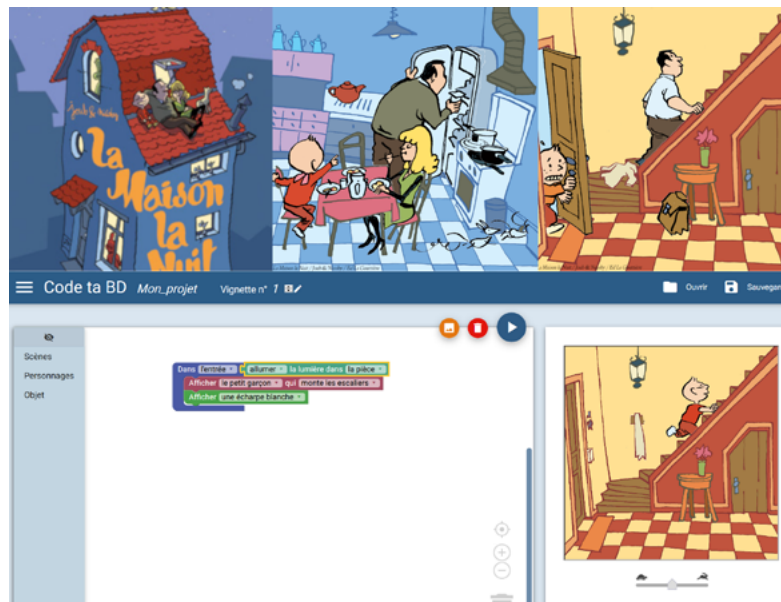 La
Maison
la
Nuit
Code ta BD Mon_projet Vignette n° 1
Ouvrir
Sauvegar
Scènes
Personnages
Objet
Dans l'entrée allumer la lumière dans la pièce
Afficher le petit garçon qui monte les escaliers
Afficher une écharpe blanche